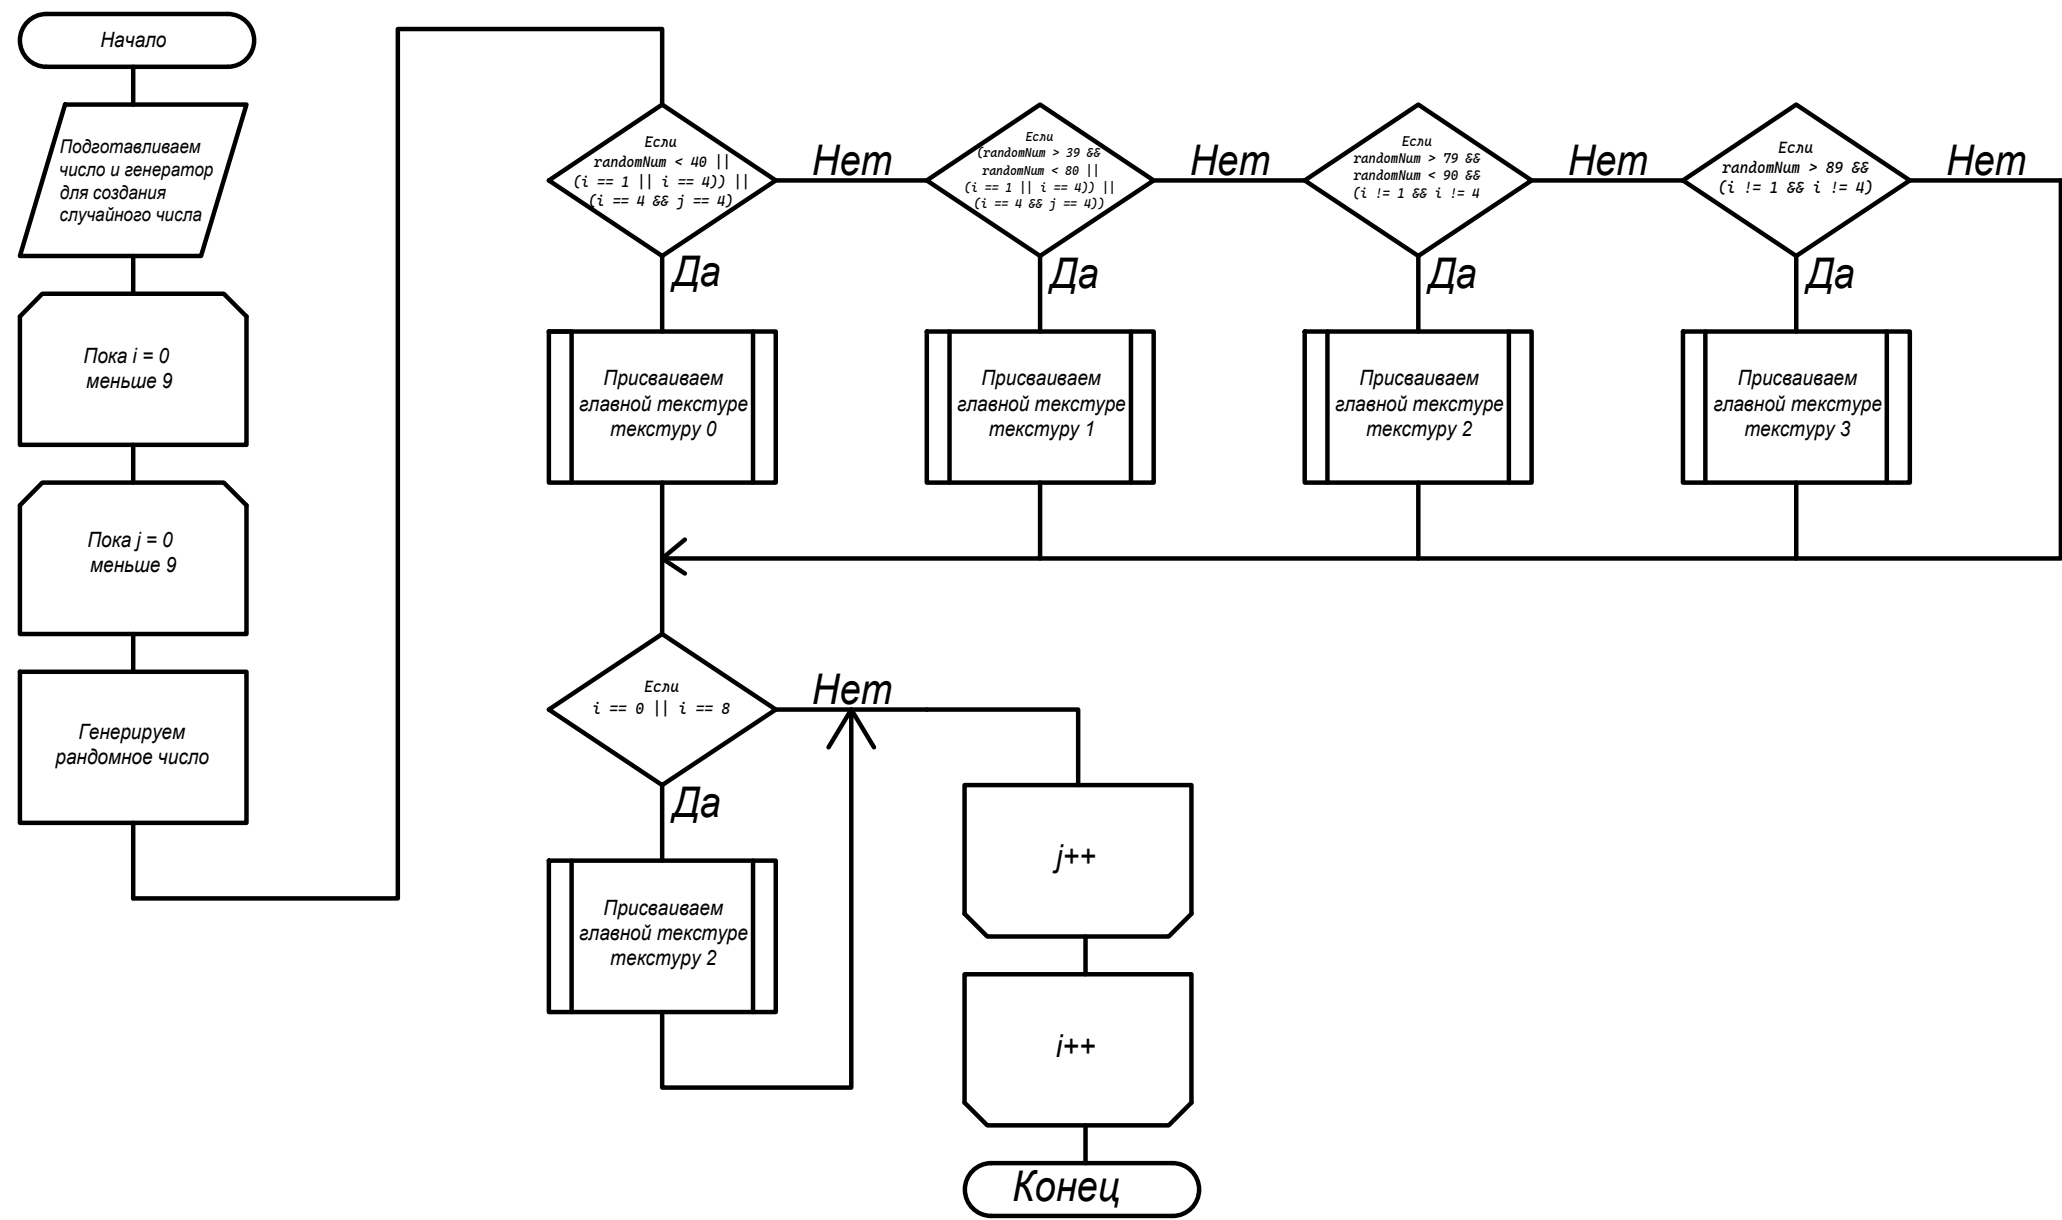 Начало
Подготавливаем
число и генератор
для создания
случайного числа
Пока i = 0
меньше 9
Пока j = 0
меньше 9
Генерируем
рандомное число
Если
randomNum < 40 ||
(i == 1 || i == 4)) ||
(i == 4 && j == 4)
Нет
Да
Присваиваем
главной текстуре
текстуру 0
Если
(randomNum > 39 &&
randomNum < 80 ||
(i == 1 || i == 4)) ||
(i == 4 && j == 4))
Нет
Да
Присваиваем
главной текстуре
текстуру 1
Если
randomNum > 79 &&
randomNum < 90 &&
(i != 1 && i != 4
Нет
Да
Присваиваем
главной текстуре
текстуру 2
Если
randomNum > 89 &&
(i != 1 && i != 4)
Нет
Да
Присваиваем
главной текстуре
текстуру 3
Если
i == 0 || i == 8
Нет
Да
Присваиваем
главной текстуре
текстуру 2
j++
i++
Конец